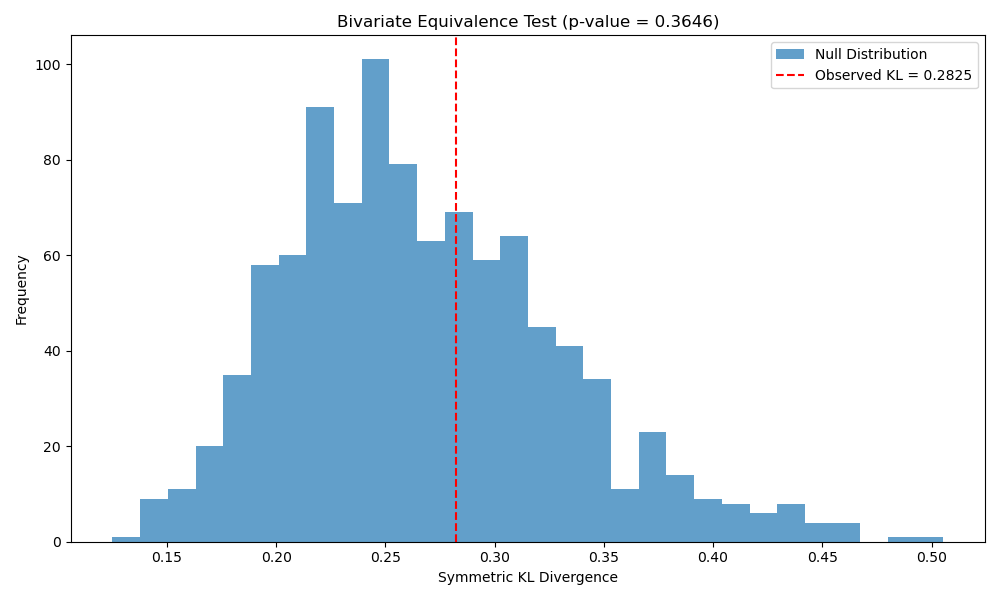 Bivariate Equivalence Test (p-value = 0.3646)
Null Distribution
Observed KL = 0.2825
Frequency
100
80
60
40
20
0
0.15 0.20 0.25 0.30 0.35 0.40 0.45 0.50
Symmetric KL Divergence